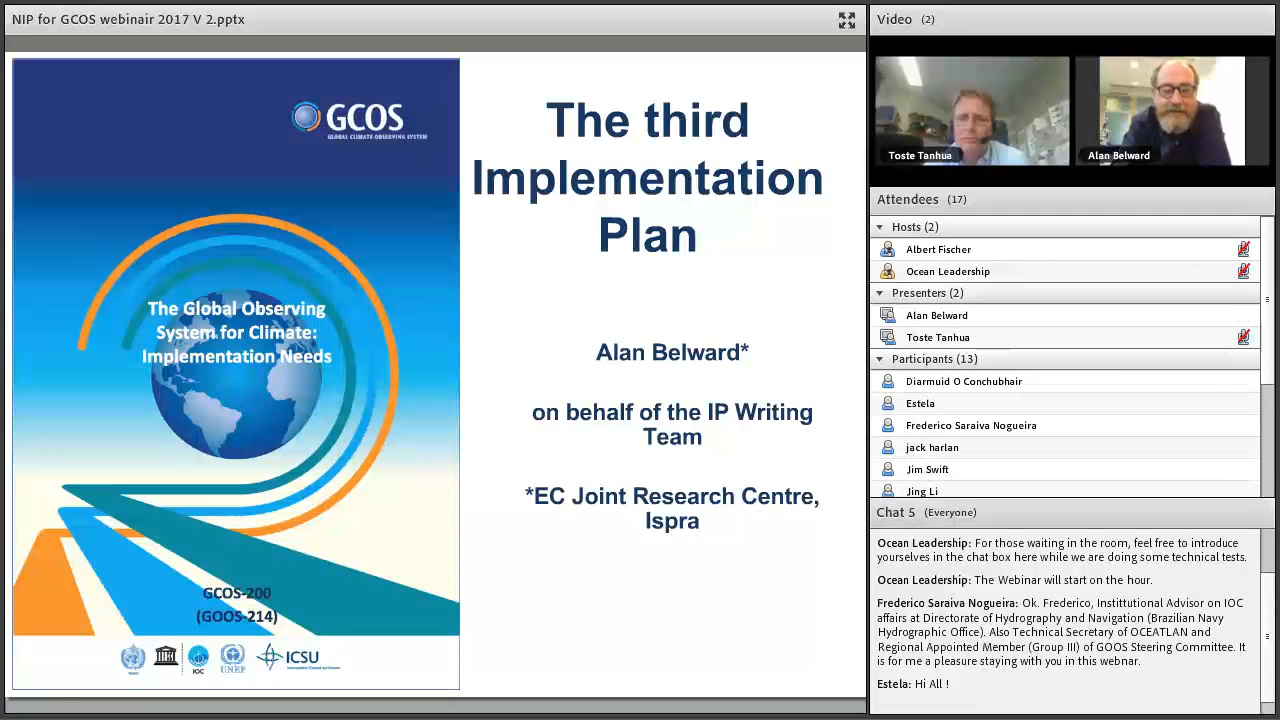 NIP for GCOS webinair 2017 V 2.pptx
GCOS
GLOBAL CLIMATE OBSERVING SYSTEM
The Global Observing
System for Climate:
Implementation Needs
GCOS-200
(GOOS-214)
IOC
UNEP
ICSU
The third
Implementation
Plan
Alan Belward*
on behalf of the IP Writing
Team
*EC Joint Research Centre,
Ispra
Video (2)
Toste Tanhua
Alan Belward
Attendees (17)
Hosts (2)
Albert Fischer
Ocean Leadership
Presenters (2)
Alan Belward
Toste Tanhua
Participants (13)
Diarmuid O Conchubhair
Estela
Frederico Saraiva Nogueira
jack harlan
Jim Swift
Jing Li
Chat 5 (Everyone)
Ocean Leadership: For those waiting in the room, feel free to introduce
yourselves in the chat box here while we are doing some technical tests.
Ocean Leadership: The Webinar will start on the hour.
Frederico Saraiva Nogueira: Ok. Frederico, Instittutional Advisor on IOC
affairs at Directorate of Hydrography and Navigation (Brazilian Navy
Hydrographic Office). Also Technical Secretary of OCEATLAN and
Regional Appointed Member (Group III) of GOOS Steering Committee. It
is for me a pleasure staying with you in this webnar.
Estela: Hi All !